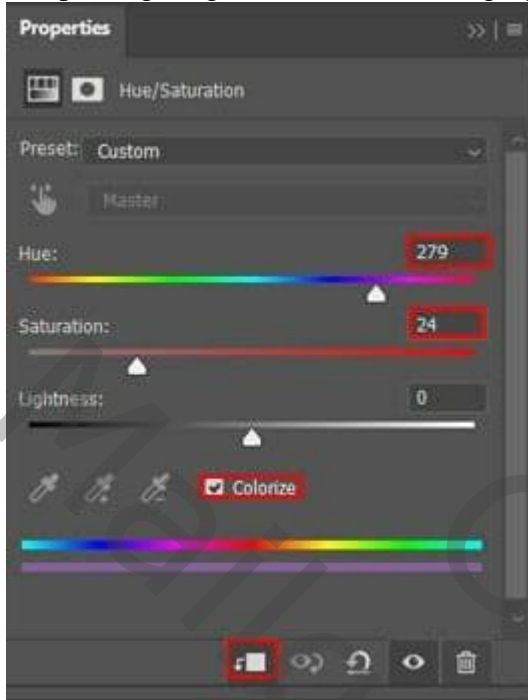 Properties
Hue/Saturation
Preset: Custom
Master
Hue: 279
Saturation: 24
Lightness: 0
Colorize